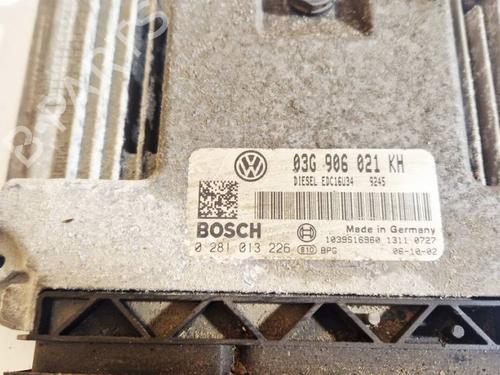 03G 906 021 KH
DIESEL EDC16U34 9245
BOSCH
Made in Germany
0 281 013 226
1039S16960 1311 0727
BPG 06-10-02